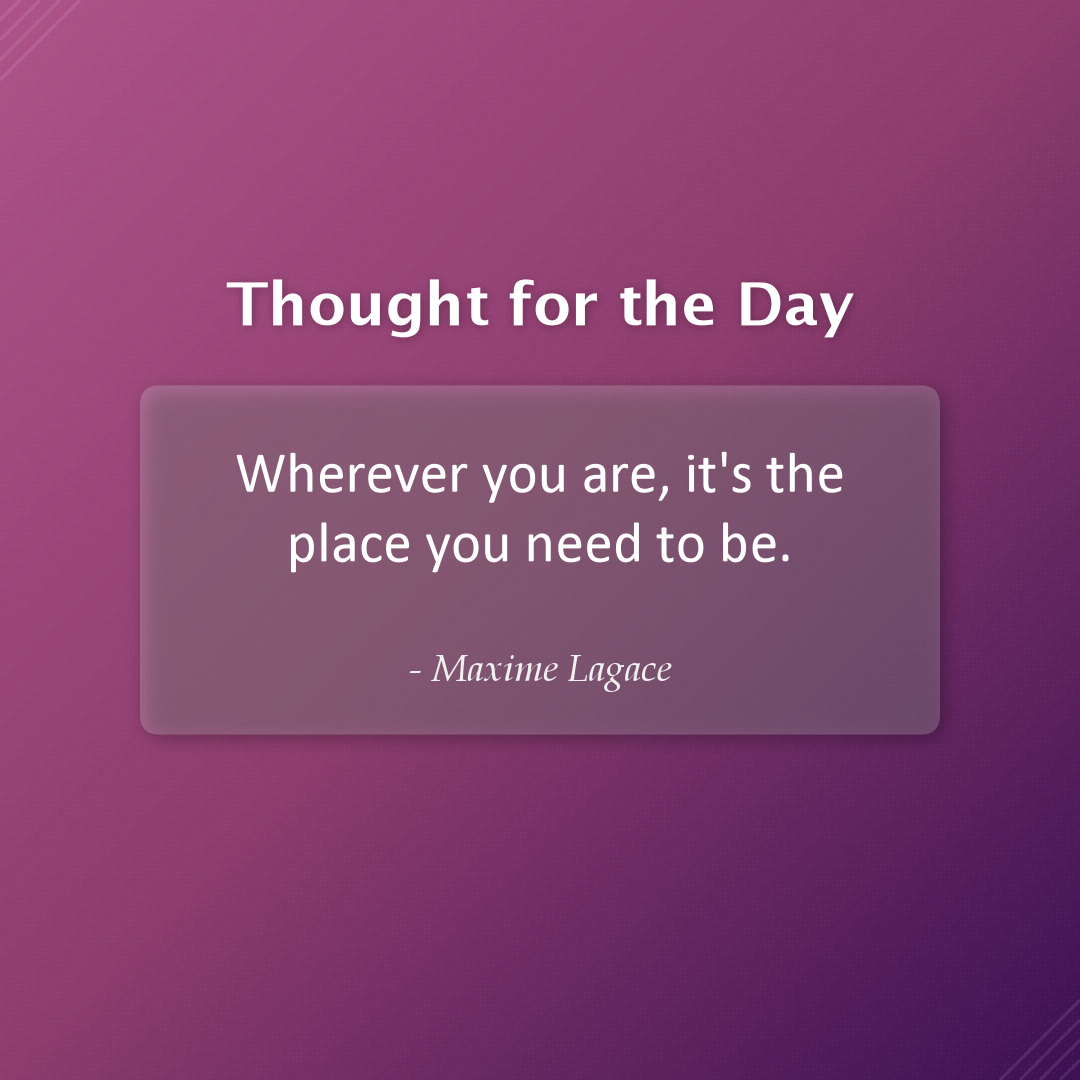 Thought for the Day
Wherever you are, it's the
place you need to be.
- Maxime Lagace